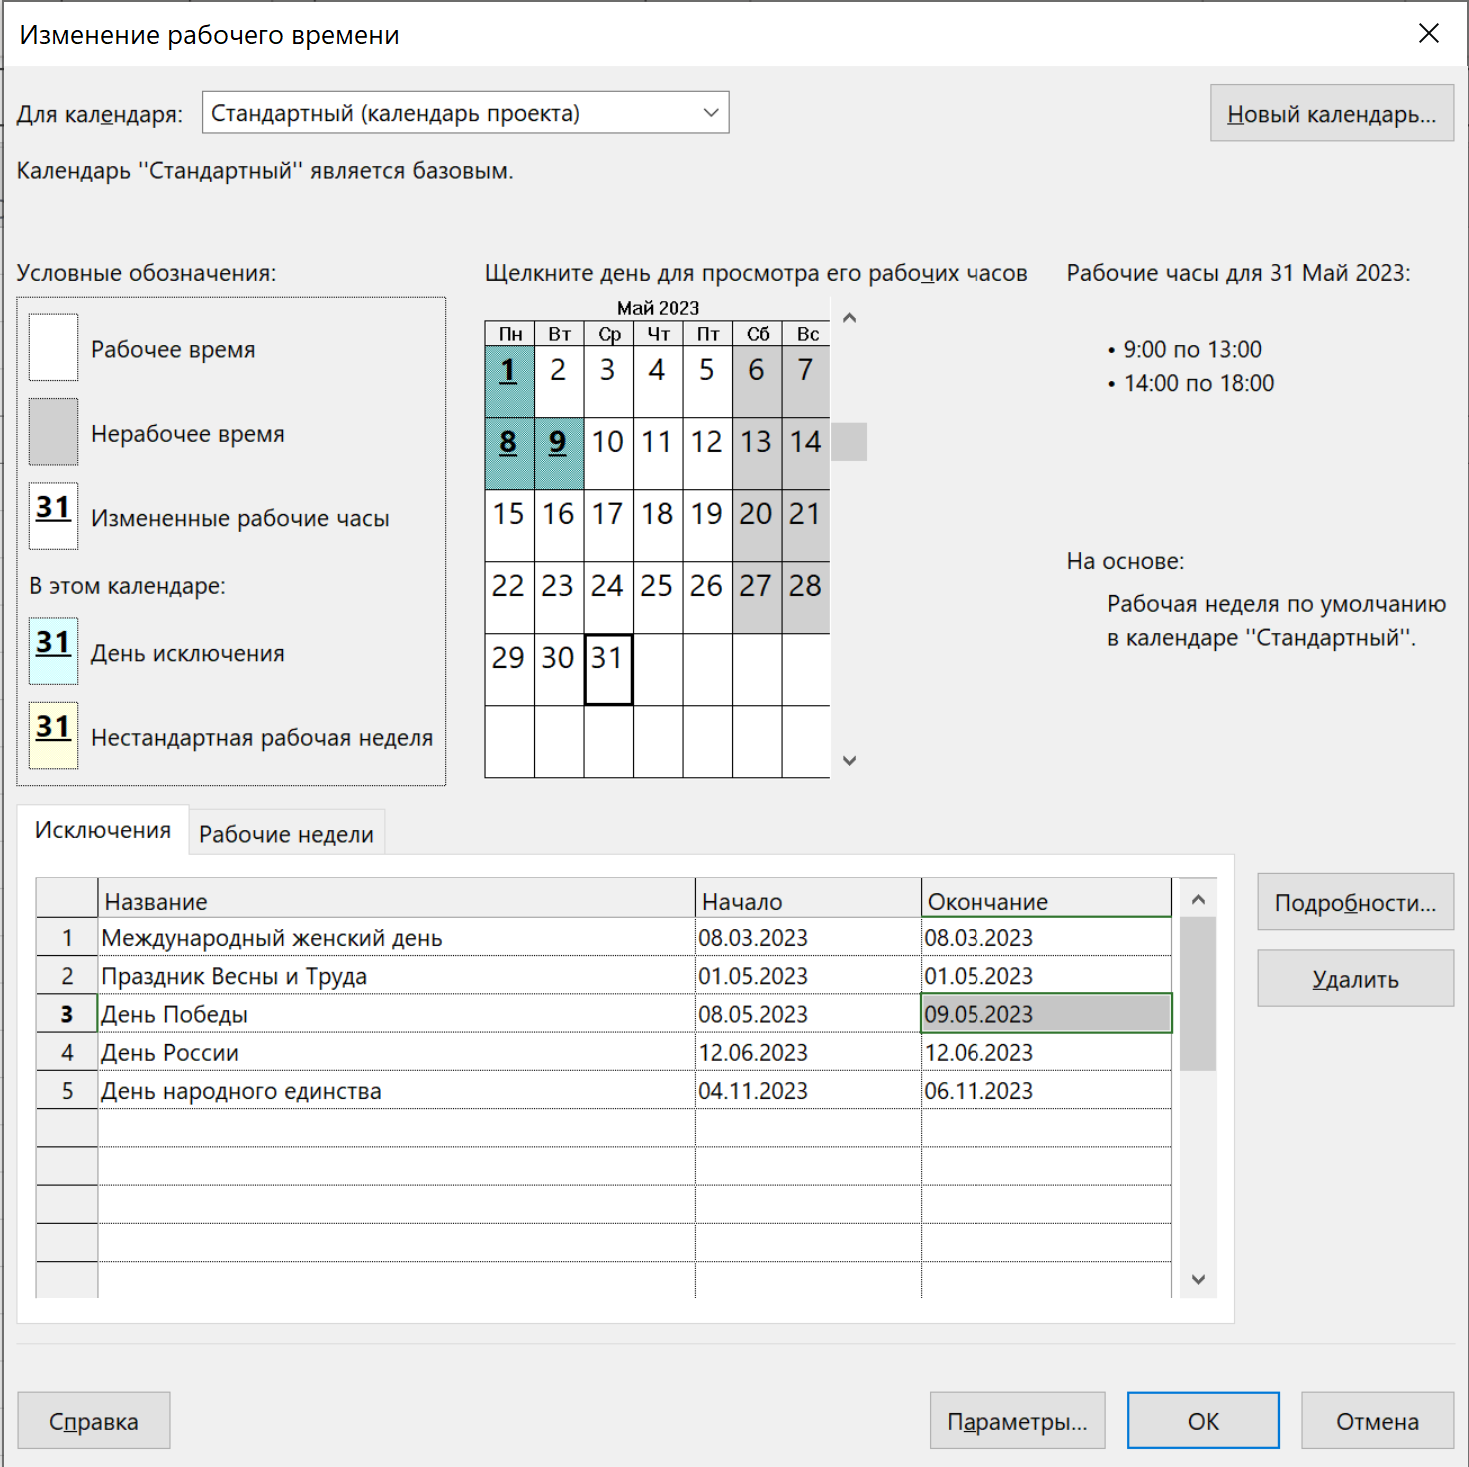 Изменение рабочего времени
Для календаря: Стандартный (календарь проекта) Новый календарь...
Календарь ''Стандартный'' является базовым.
Условные обозначения:
Рабочее время
Нерабочее время
31 Измененные рабочие часы
В этом календаре:
31 День исключения
31 Нестандартная рабочая неделя
Щелкните день для просмотра его рабочих часов
Май 2023
Пн Вт Ср Чт Пт Сб Вс
1 2 3 4 5 6 7
8 9 10 11 12 13 14
15 16 17 18 19 20 21
22 23 24 25 26 27 28
29 30 31
Рабочие часы для 31 Май 2023:
• 9:00 по 13:00
• 14:00 по 18:00
На основе:
Рабочая неделя по умолчанию
в календаре ''Стандартный''.
Исключения Рабочие недели
Название Начало Окончание
1 Международный женский день 08.03.2023 08.03.2023
2 Праздник Весны и Труда 01.05.2023 01.05.2023
3 День Победы 08.05.2023 09.05.2023
4 День России 12.06.2023 12.06.2023
5 День народного единства 04.11.2023 06.11.2023
Подробности...
Удалить
Справка Параметры... ОК Отмена